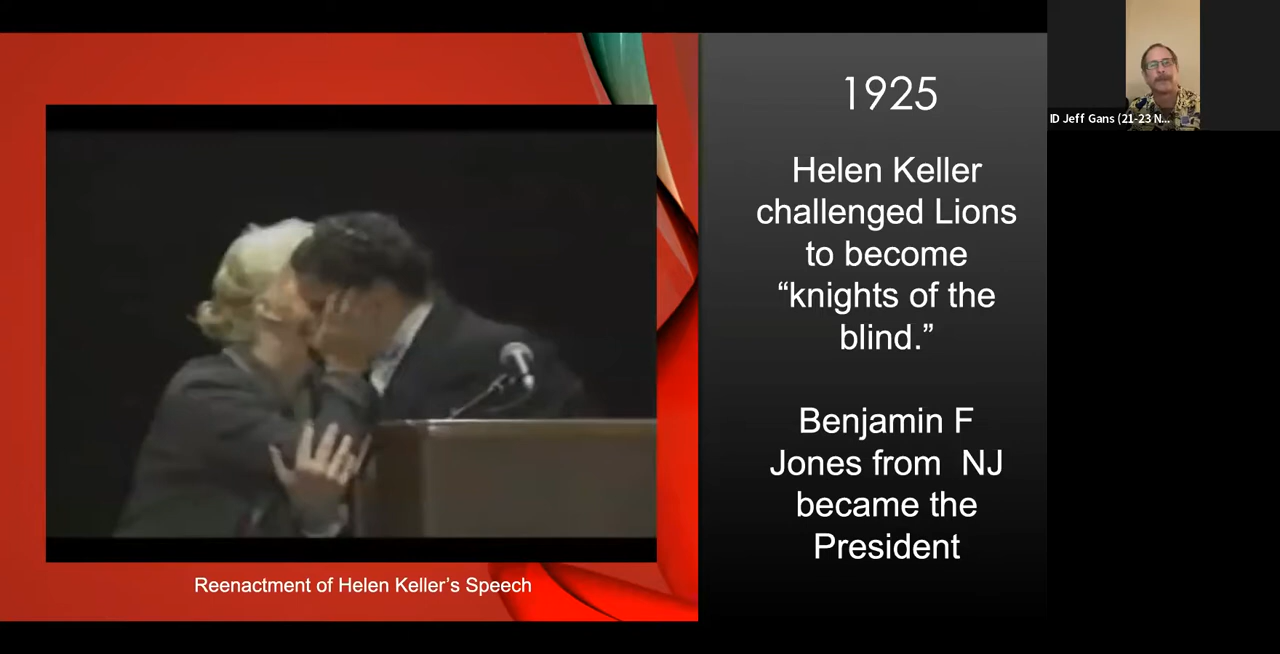 1925
Helen Keller
challenged Lions
to become
“knights of the
blind.”
Benjamin F
Jones from  NJ
became the
President
Reenactment of Helen Keller’s Speech
ID Jeff Gans (21-23 N...